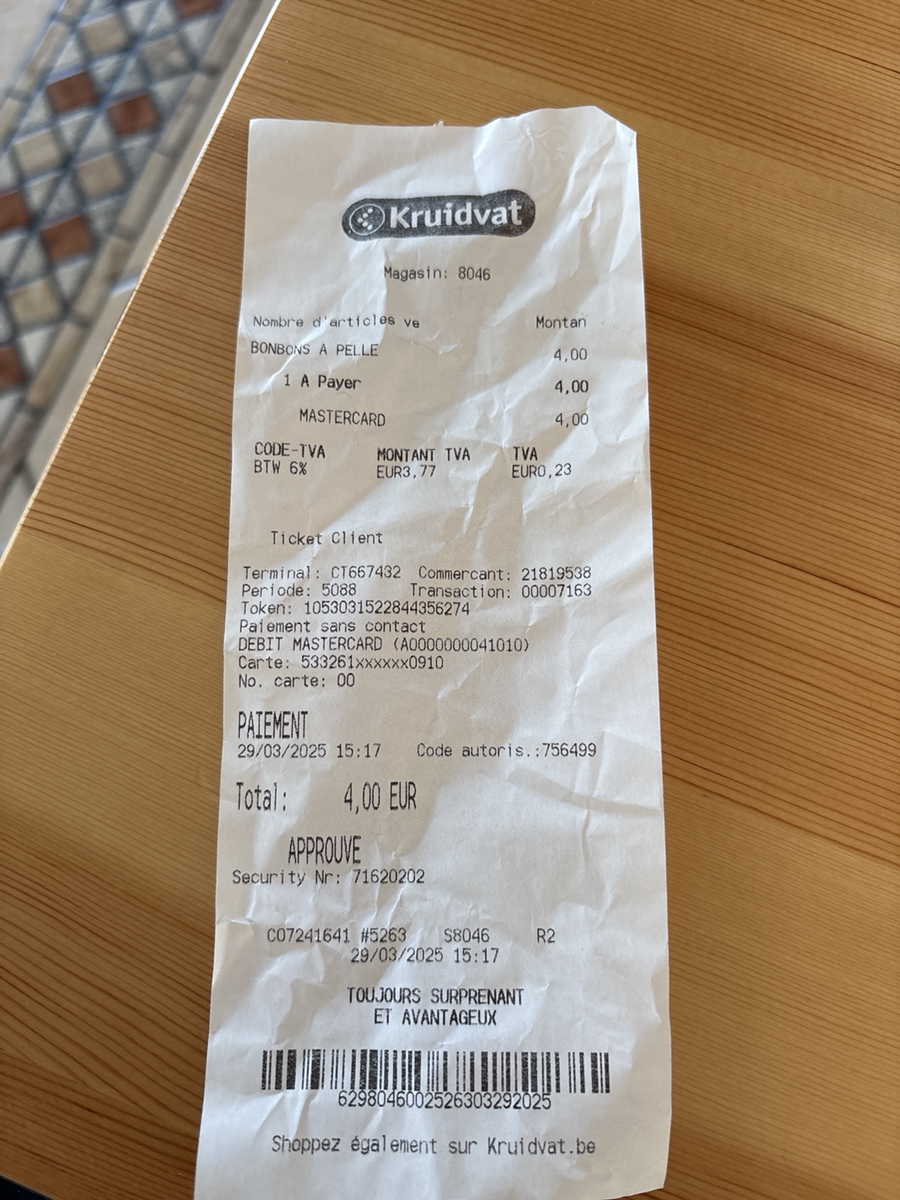 Kruidvat
Magasin: 8046
Nombre d'articles ve Montan
BONBONS A PELLE 4,00
1 A Payer 4,00
MASTERCARD 4,00
CODE-TVA MONTANT TVA TVA
BTW 6% EUR3,77 EUR0,23
Ticket Client
Terminal: CT667432 Commercant: 21819538
Periode: 5088 Transaction: 00007163
Token: 1053031522844356274
Paiement sans contact
DEBIT MASTERCARD (A0000000041010)
Carte: 533261xxxxxx0910
No. carte: 00
PAIEMENT
29/03/2025 15:17 Code autoris.:756499
Total: 4,00 EUR
APPROUVE
Security Nr: 71620202
C07241641 #5263 S8046 R2
29/03/2025 15:17
TOUJOURS SURPRENANT
ET AVANTAGEUX
6298046002526303292025
Shoppez également sur Kruidvat.be